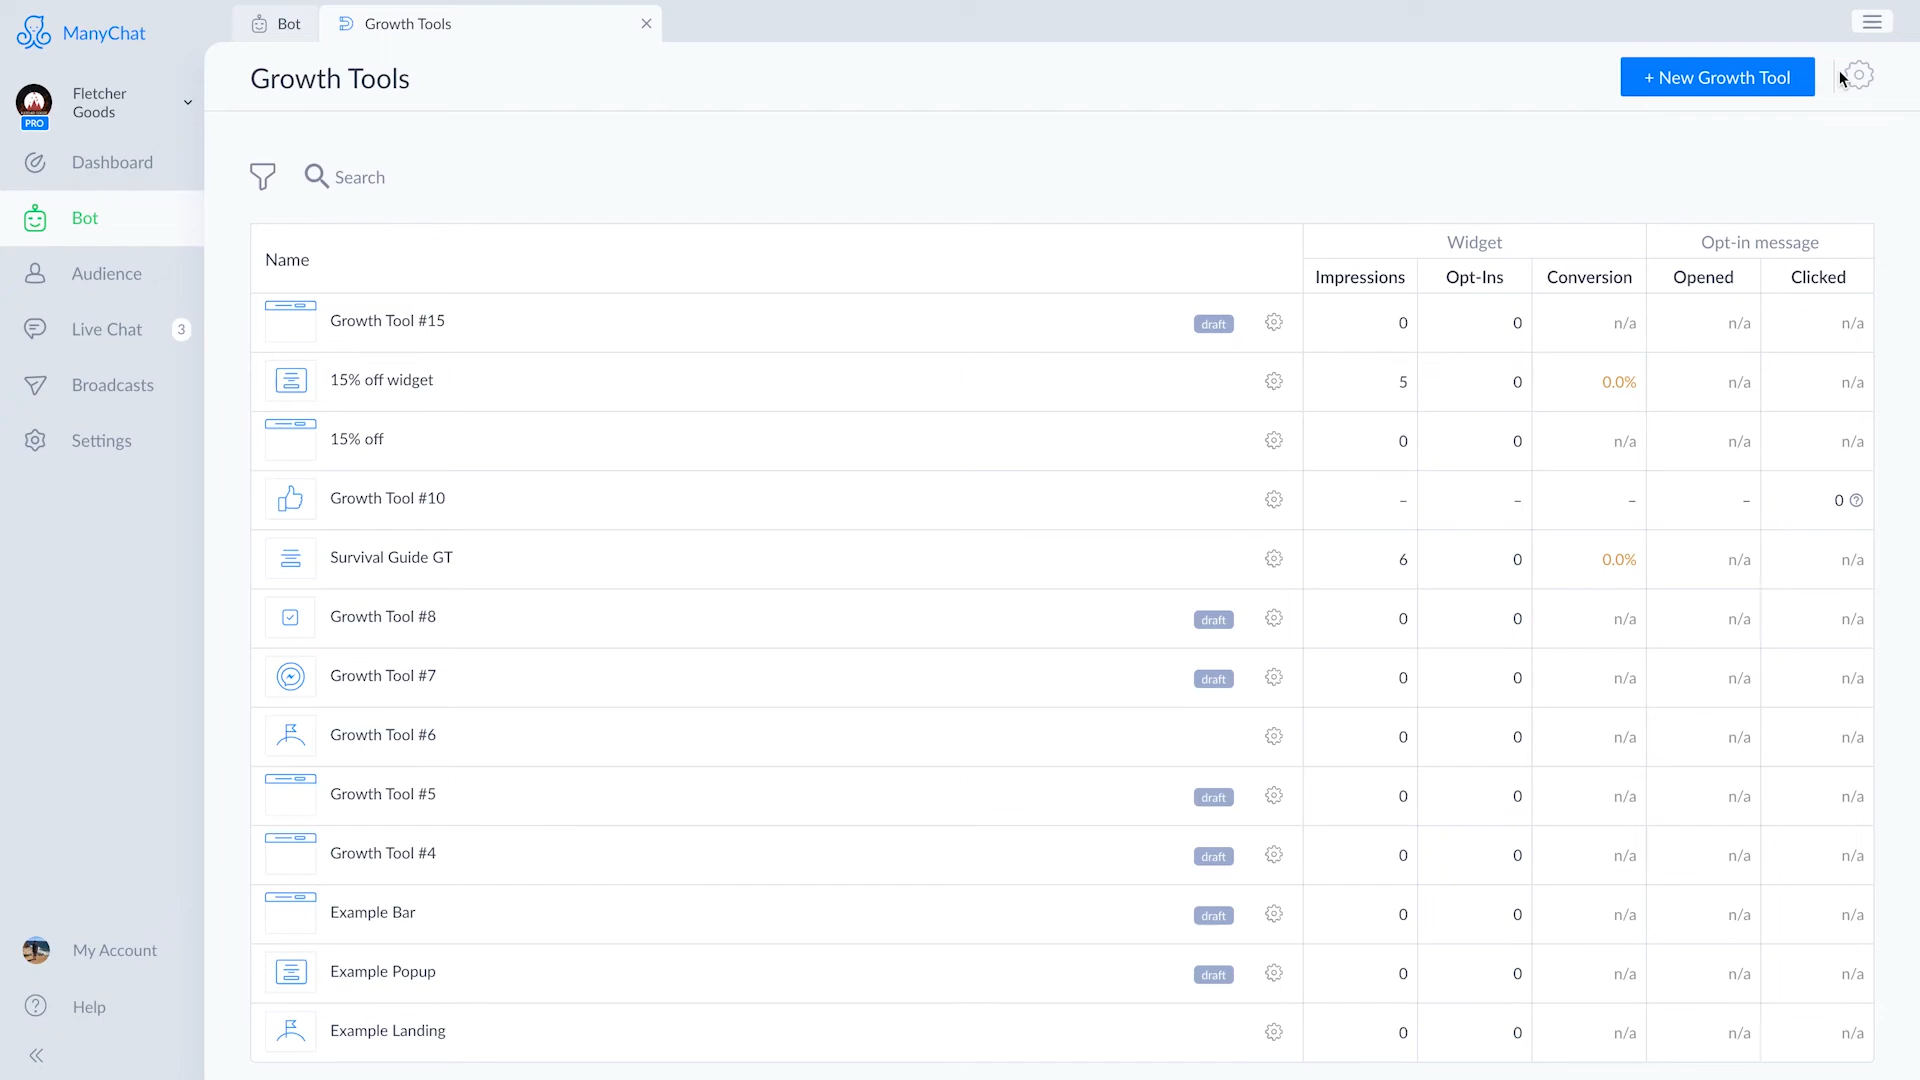 ManyChat
Bot
Growth Tools
Fletcher
Goods
PRO
Dashboard
Bot
Audience
Live Chat 3
Broadcasts
Settings
My Account
Help
Growth Tools
+ New Growth Tool
Search
Name
Widget
Opt-in message
Impressions Opt-Ins Conversion Opened Clicked
Growth Tool #15 draft 0 0 n/a n/a n/a
15% off widget 5 0 0.0% n/a n/a
15% off 0 0 n/a n/a n/a
Growth Tool #10 – – – – 0 ?
Survival Guide GT 6 0 0.0% n/a n/a
Growth Tool #8 draft 0 0 n/a n/a n/a
Growth Tool #7 draft 0 0 n/a n/a n/a
Growth Tool #6 0 0 n/a n/a n/a
Growth Tool #5 draft 0 0 n/a n/a n/a
Growth Tool #4 draft 0 0 n/a n/a n/a
Example Bar draft 0 0 n/a n/a n/a
Example Popup draft 0 0 n/a n/a n/a
Example Landing 0 0 n/a n/a n/a